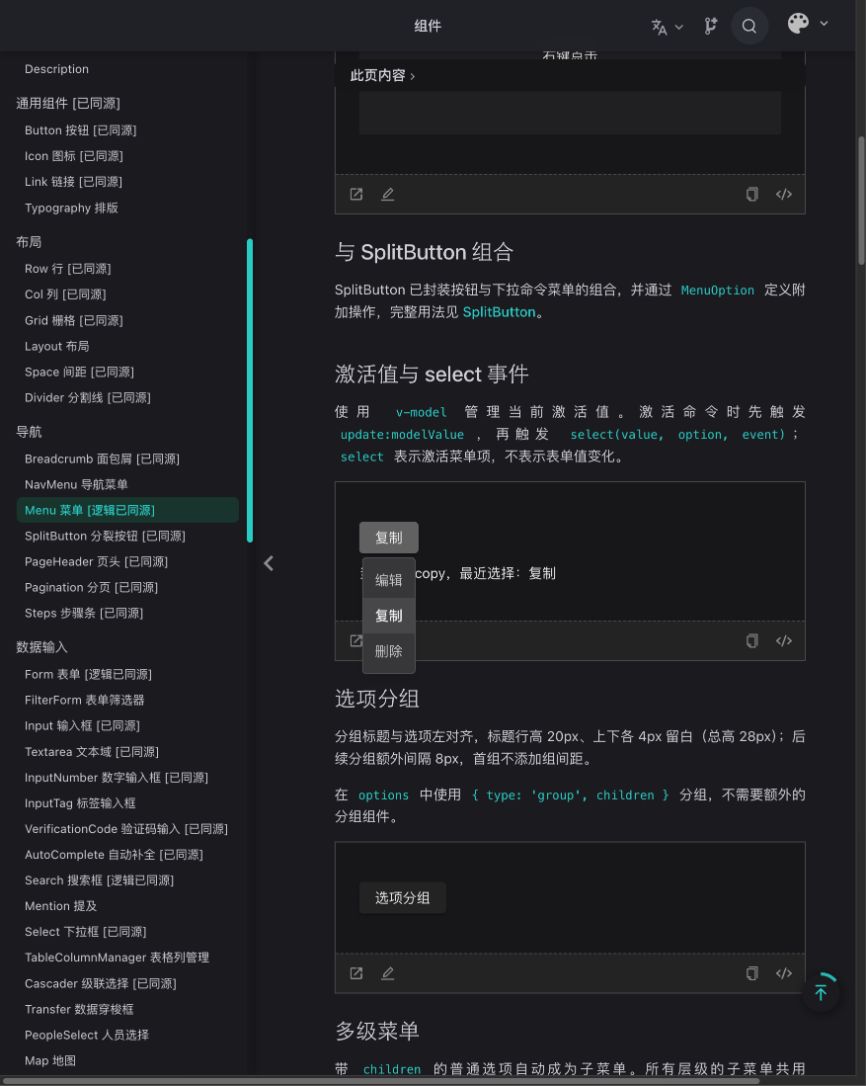 组件
Description
通用组件 [已同源]
Button 按钮 [已同源]
Icon 图标 [已同源]
Link 链接 [已同源]
Typography 排版
布局
Row 行 [已同源]
Col 列 [已同源]
Grid 栅格 [已同源]
Layout 布局
Space 间距 [已同源]
Divider 分割线 [已同源]
导航
Breadcrumb 面包屑 [已同源]
NavMenu 导航菜单
Menu 菜单 [逻辑已同源]
SplitButton 分裂按钮 [已同源]
PageHeader 页头 [已同源]
Pagination 分页 [已同源]
Steps 步骤条 [已同源]
数据输入
Form 表单 [逻辑已同源]
FilterForm 表单筛选器
Input 输入框 [已同源]
Textarea 文本域 [已同源]
InputNumber 数字输入框 [已同源]
InputTag 标签输入框
VerificationCode 验证码输入 [已同源]
AutoComplete 自动补全 [已同源]
Search 搜索框 [逻辑已同源]
Mention 提及
Select 下拉框 [已同源]
TableColumnManager 表格列管理
Cascader 级联选择 [已同源]
Transfer 数据穿梭框
PeopleSelect 人员选择
Map 地图
右键点击
此页内容 ›
与 SplitButton 组合
SplitButton 已封装按钮与下拉命令菜单的组合，并通过 MenuOption 定义附
加操作，完整用法见 SplitButton。
激活值与 select 事件
使用 v-model 管理当前激活值。激活命令时先触发
update:modelValue ，再触发 select(value, option, event)；
select 表示激活菜单项，不表示表单值变化。
复制
copy，最近选择：复制
编辑
复制
删除
选项分组
分组标题与选项左对齐，标题行高 20px、上下各 4px 留白（总高 28px）；后
续分组额外间隔 8px，首组不添加组间距。
在 options 中使用 { type: 'group', children } 分组，不需要额外的
分组组件。
选项分组
多级菜单
带 children 的普通选项自动成为子菜单。所有层级的子菜单共用